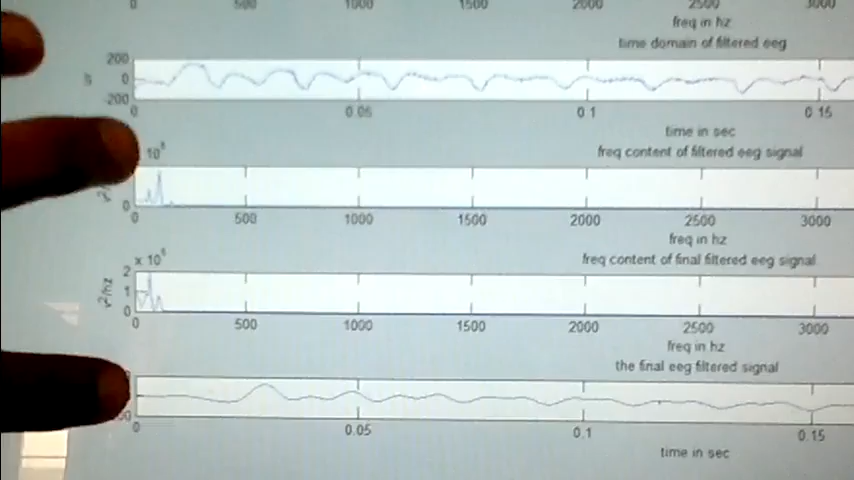 0 500 1000 1500 2000 2500 3000
freq in hz
time domain of filtered eeg
200
0
-200
0 0.05 0.1 0.15
time in sec
freq content of filtered eeg signal
0
0 500 1000 1500 2000 2500 3000
freq in hz
freq content of final filtered eeg signal
2
1
0
v²/hz
0 500 1000 1500 2000 2500 3000
freq in hz
the final eeg filtered signal
0 0.05 0.1 0.15
time in sec